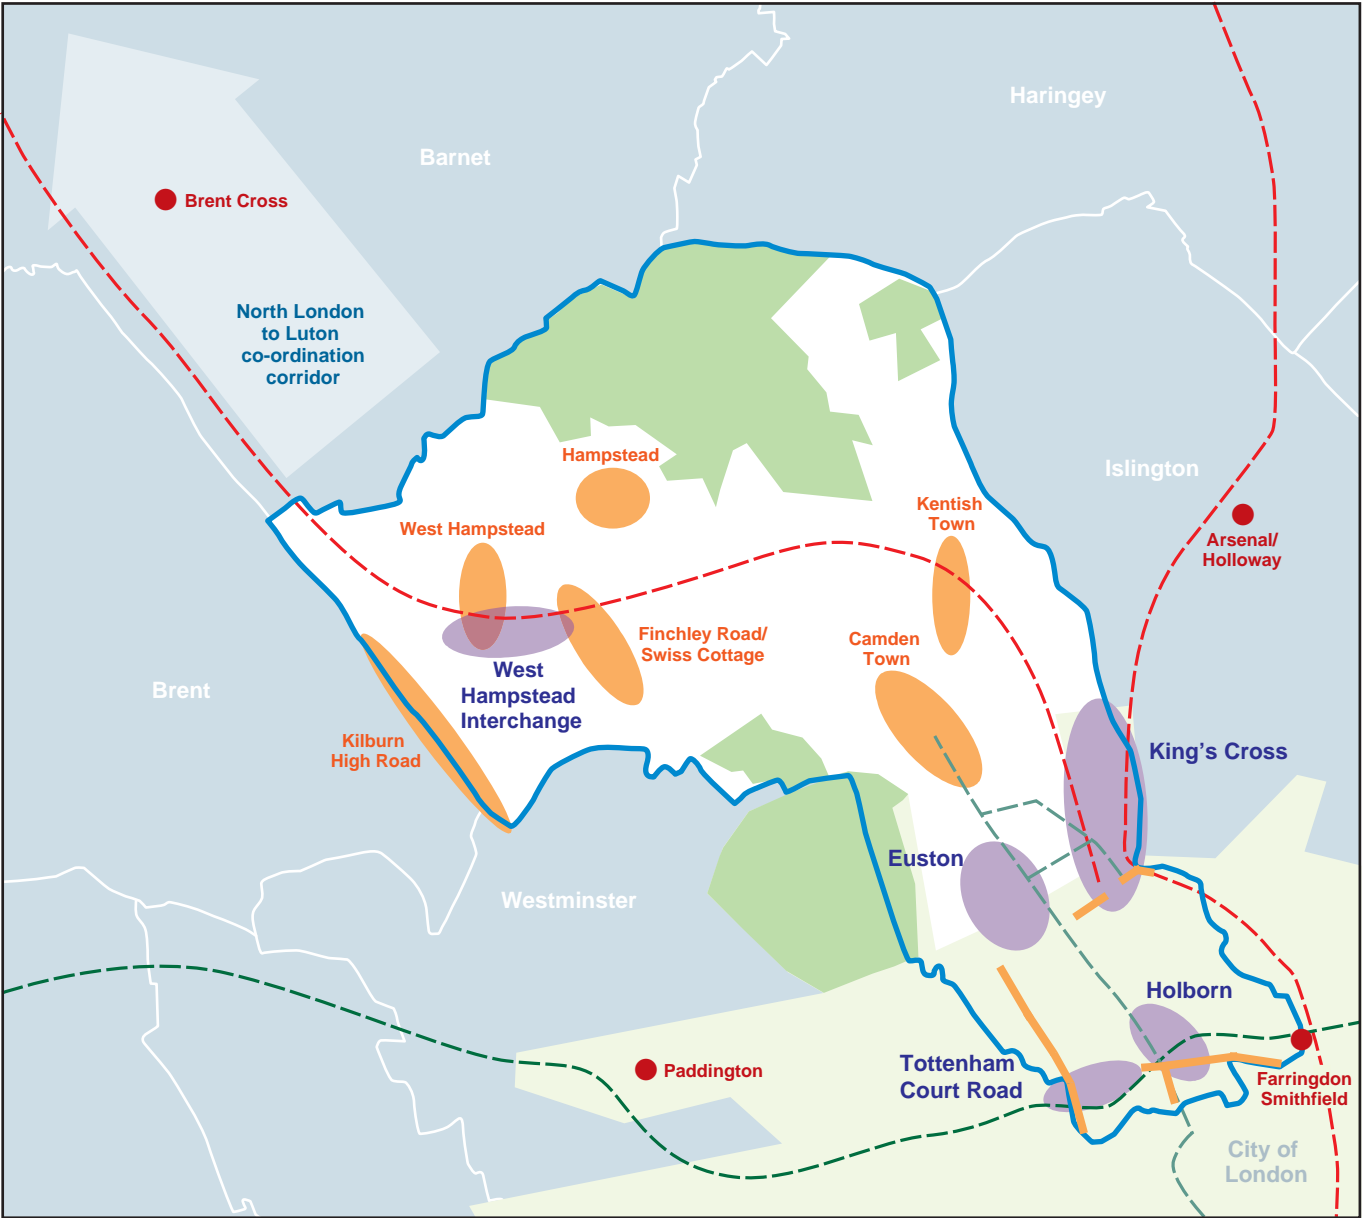 Haringey
Barnet
Brent Cross
North London
to Luton
co-ordination
corridor
Hampstead
Islington
West Hampstead
Kentish
Town
Arsenal/
Holloway
Finchley Road/
Swiss Cottage
Camden
Town
West
Hampstead
Interchange
Brent
Kilburn
High Road
King's Cross
Euston
Westminster
Holborn
Tottenham
Court Road
Paddington
Farringdon
Smithfield
City of
London